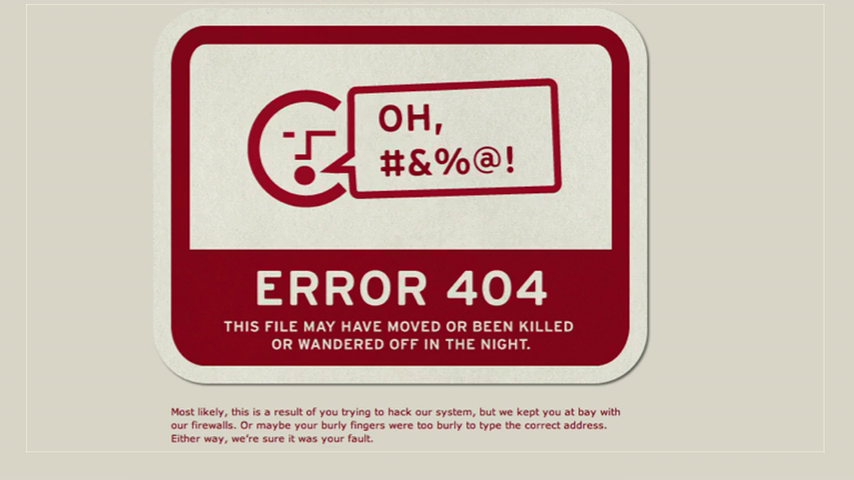 OH,
#&%@!
ERROR 404
THIS FILE MAY HAVE MOVED OR BEEN KILLED
OR WANDERED OFF IN THE NIGHT.
Most likely, this is a result of you trying to hack our system, but we kept you at bay with
our firewalls. Or maybe your burly fingers were too burly to type the correct address.
Either way, we're sure it was your fault.